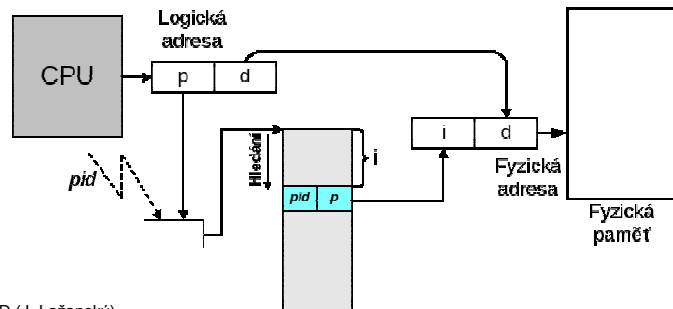 Logická
adresa
CPU
p
d
i
d
Hledání
i
pid
pid
p
Fyzická
adresa
Fyzická
paměť